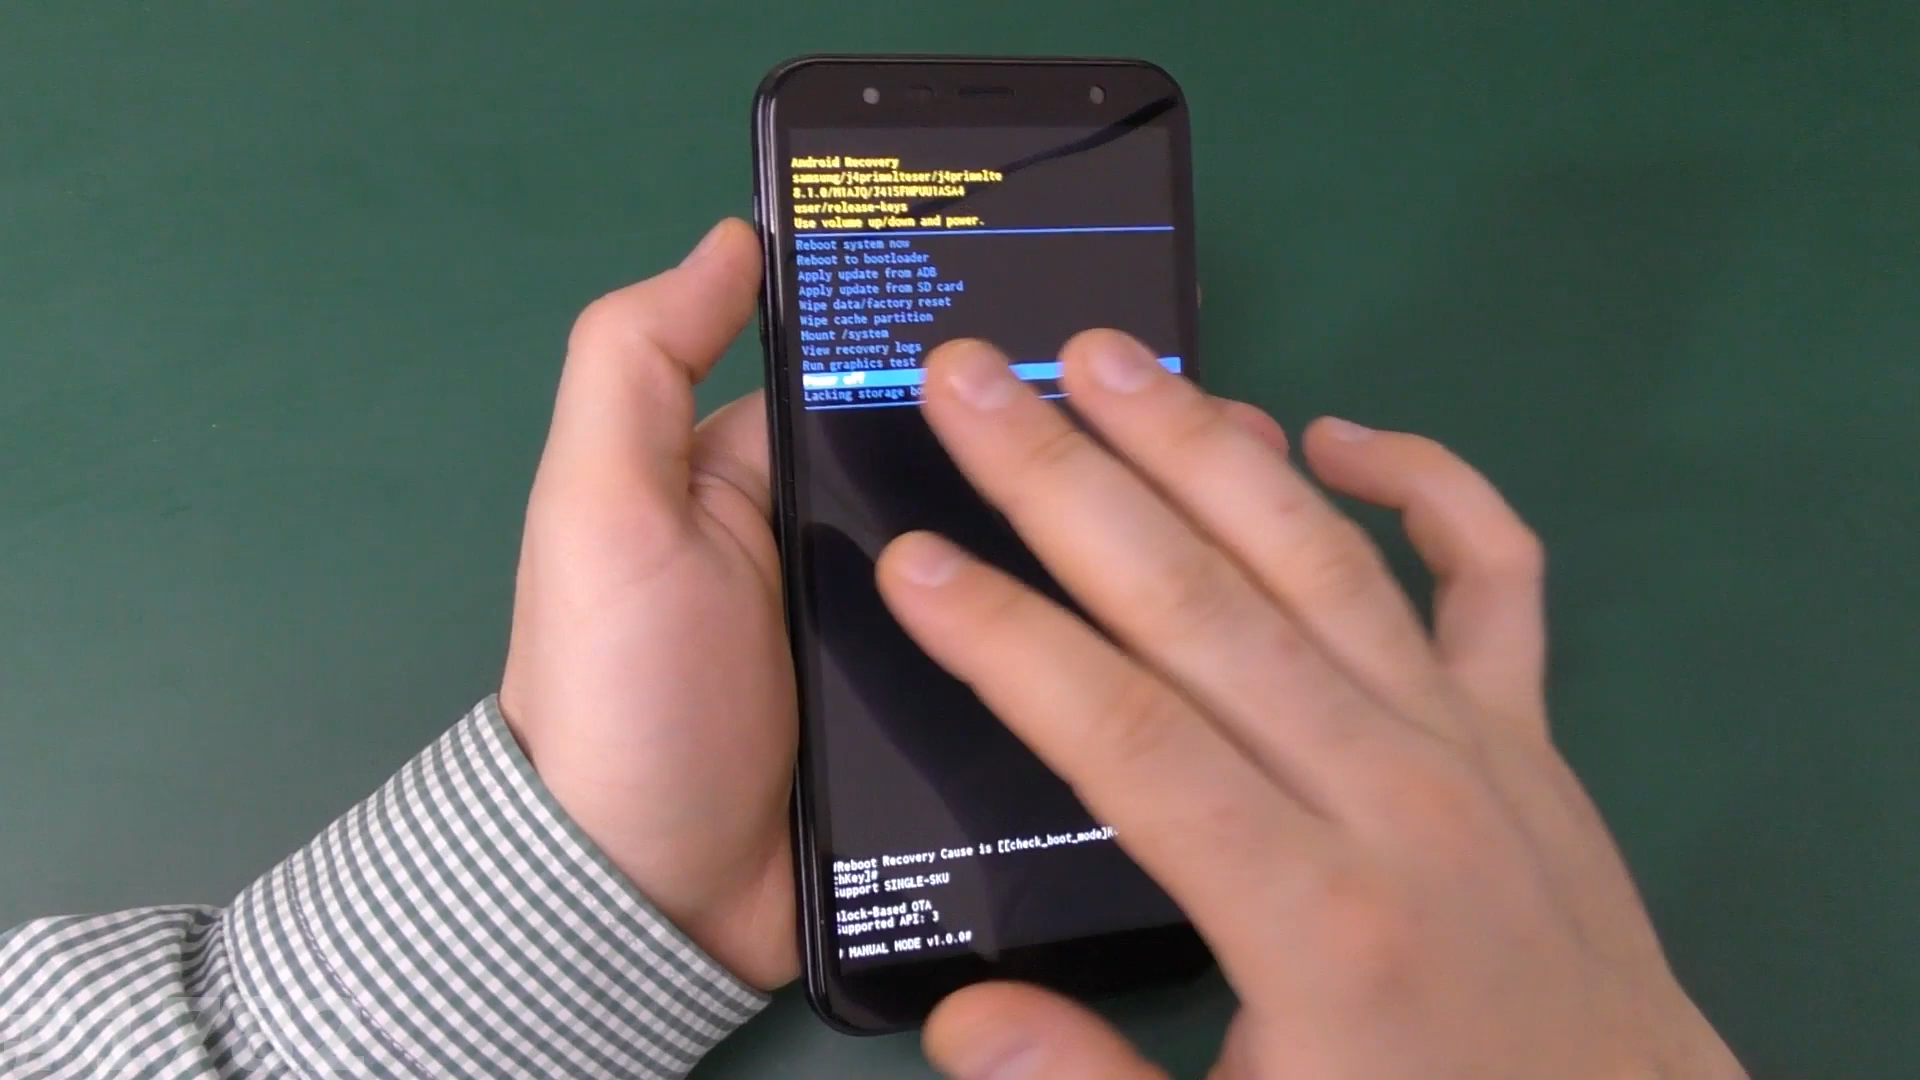 Android Recovery
samsung/j4primelteser/j4primelte
8.1.0/M1AJQ/J415FNPUU1ASA4
user/release-keys
Use volume up/down and power.
Reboot system now
Reboot to bootloader
Apply update from ADB
Apply update from SD card
Wipe data/factory reset
Wipe cache partition
Mount /system
View recovery logs
Run graphics test
Power off
Lacking storage
#Reboot Recovery Cause is [[check_boot_mode]
chKey]#
Support SINGLE-SKU
Block-Based OTA
Supported API: 3
# MANUAL MODE v1.0.0#